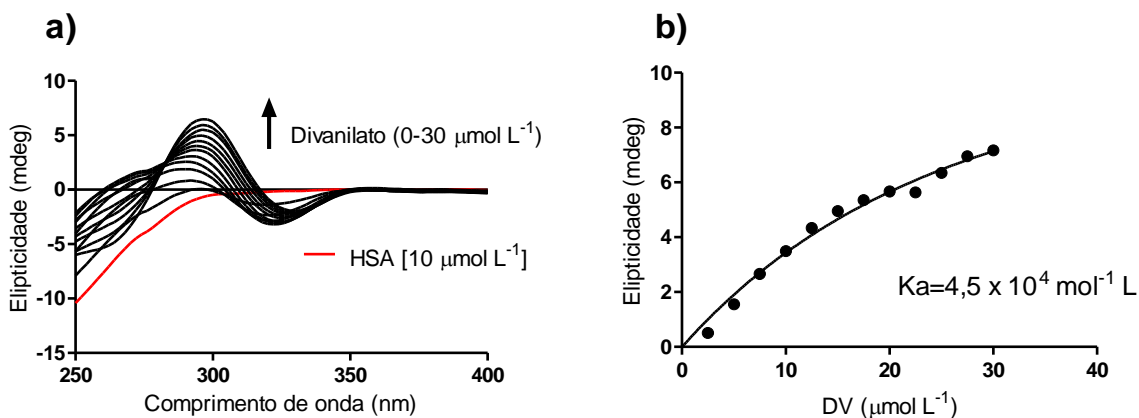 a)
10
5
0
-5
-10
-15
250
300
350
400
Elipticidade (mdeg)
Comprimento de onda (nm)
Divanilato (0-30 μmol L⁻¹)
HSA [10 μmol L⁻¹]
b)
10
8
6
4
2
0
0
10
20
30
40
Elipticidade (mdeg)
DV (μmol L⁻¹)
Ka=4,5 x 10⁴ mol⁻¹ L